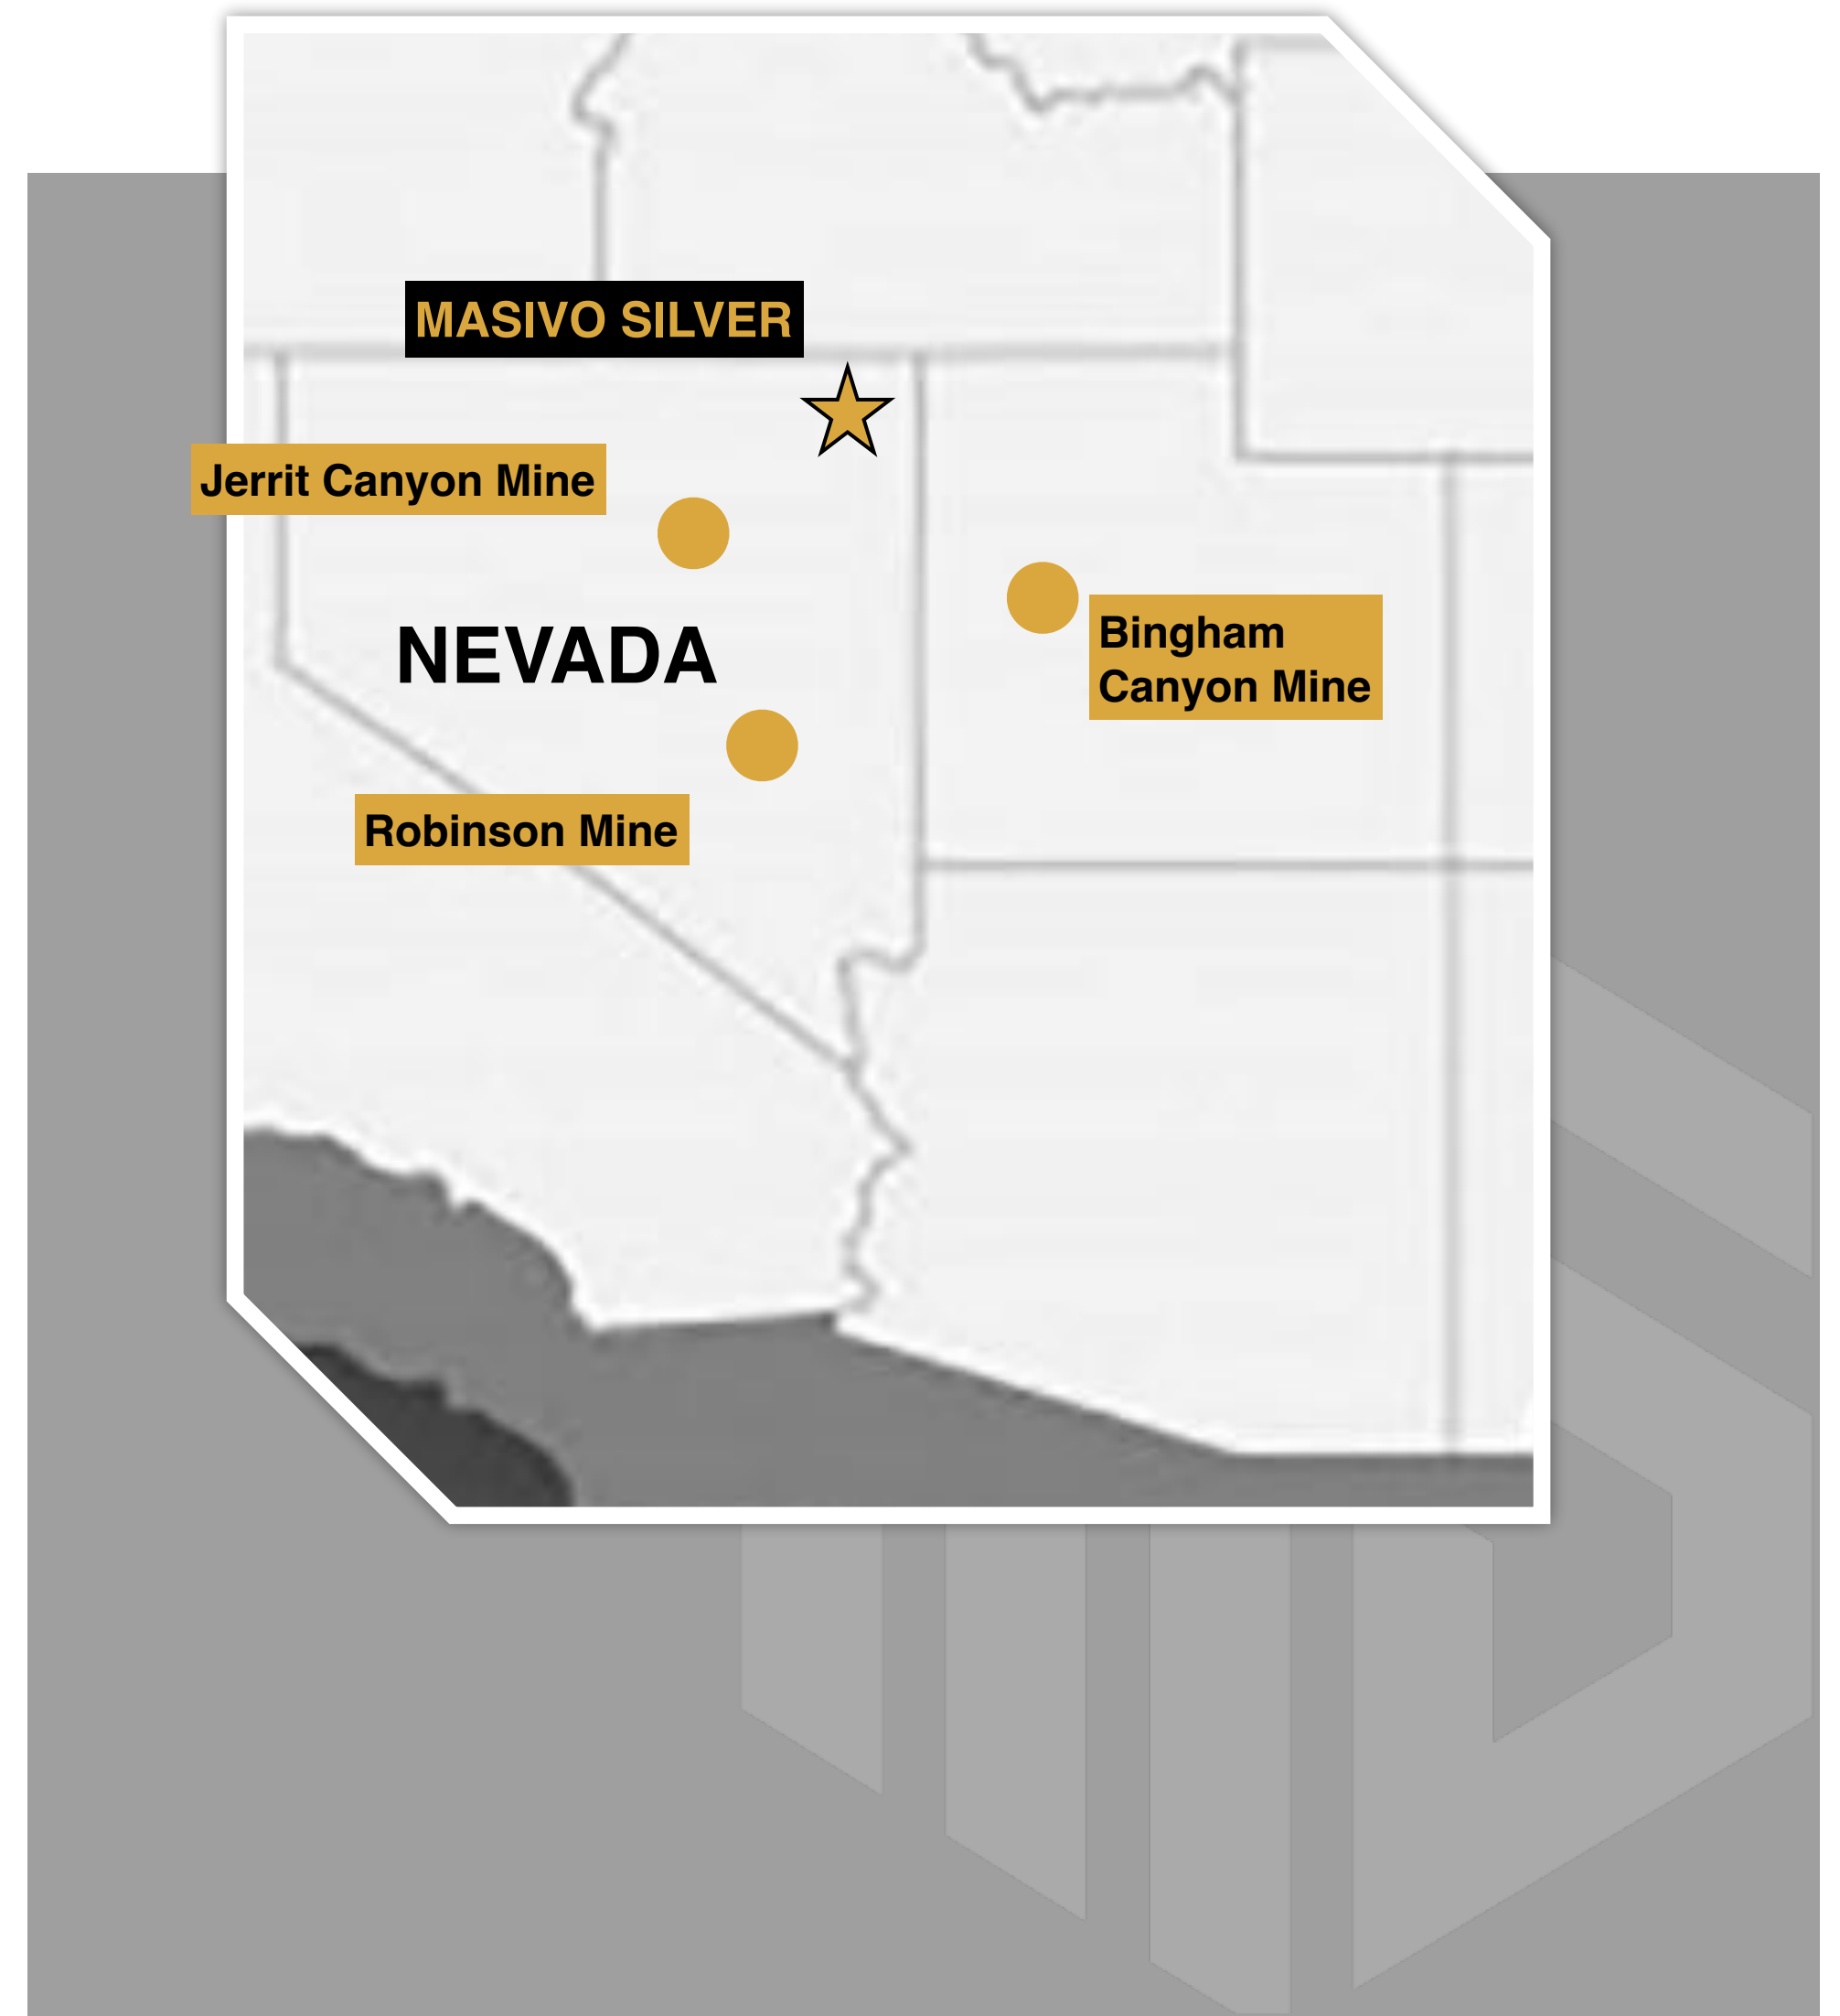 MASIVO SILVER
Jerrit Canyon Mine
NEVADA
Bingham
Canyon Mine
Robinson Mine